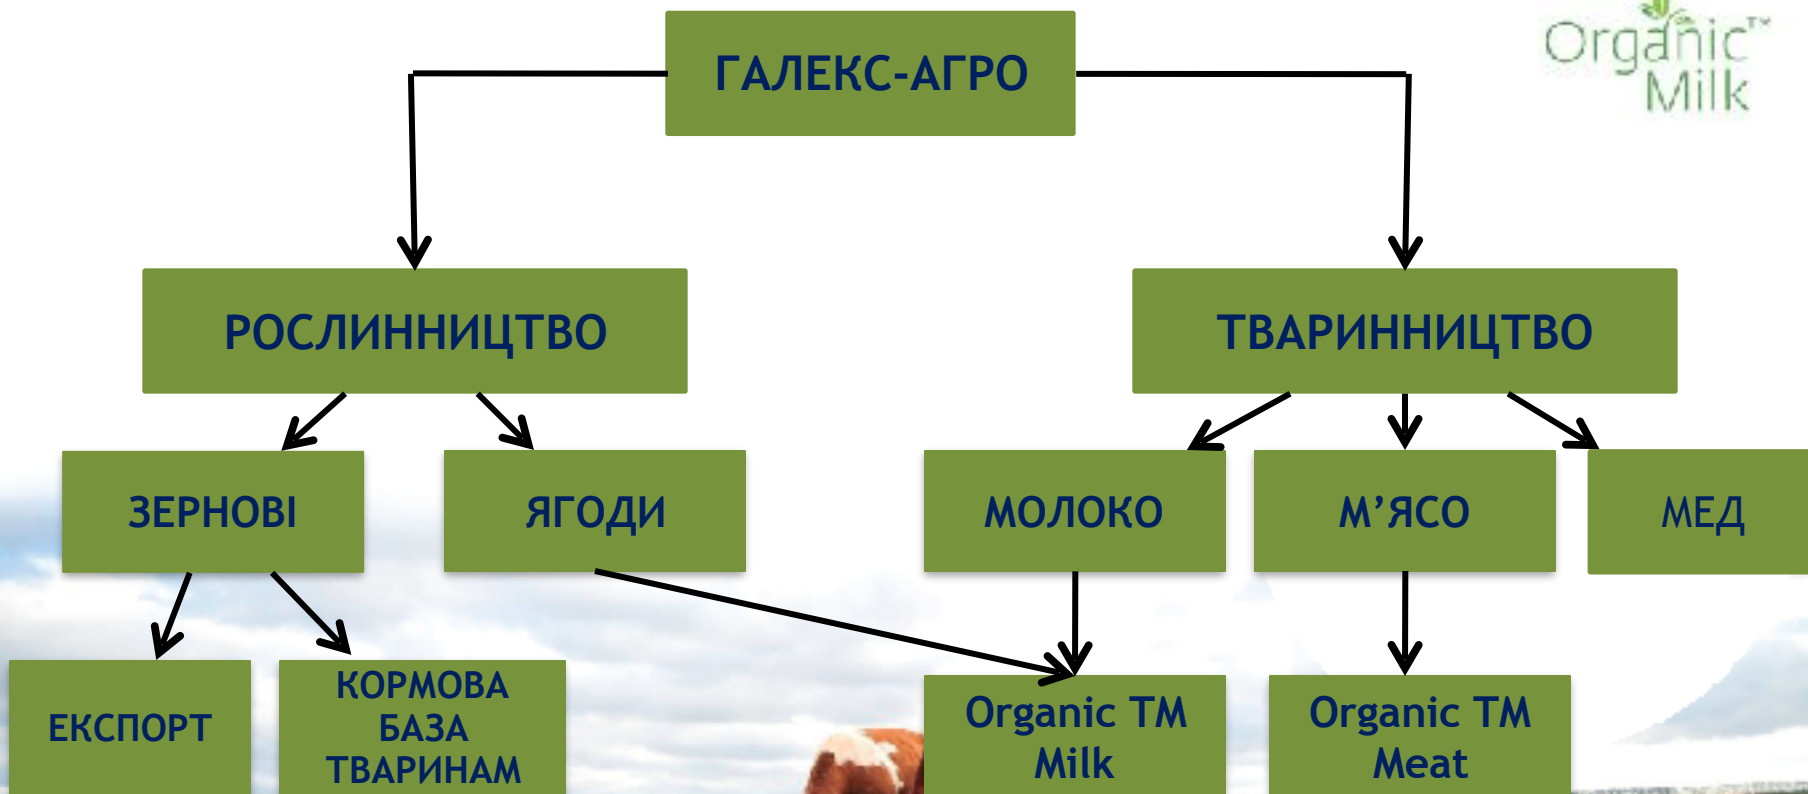 ГАЛЕКС-АГРО
Organic™
Milk
РОСЛИННИЦТВО
ТВАРИННИЦТВО
ЗЕРНОВІ
ЯГОДИ
МОЛОКО
М’ЯСО
МЕД
ЕКСПОРТ
КОРМОВА
БАЗА
ТВАРИНАМ
Organic TM
Milk
Organic TM
Meat